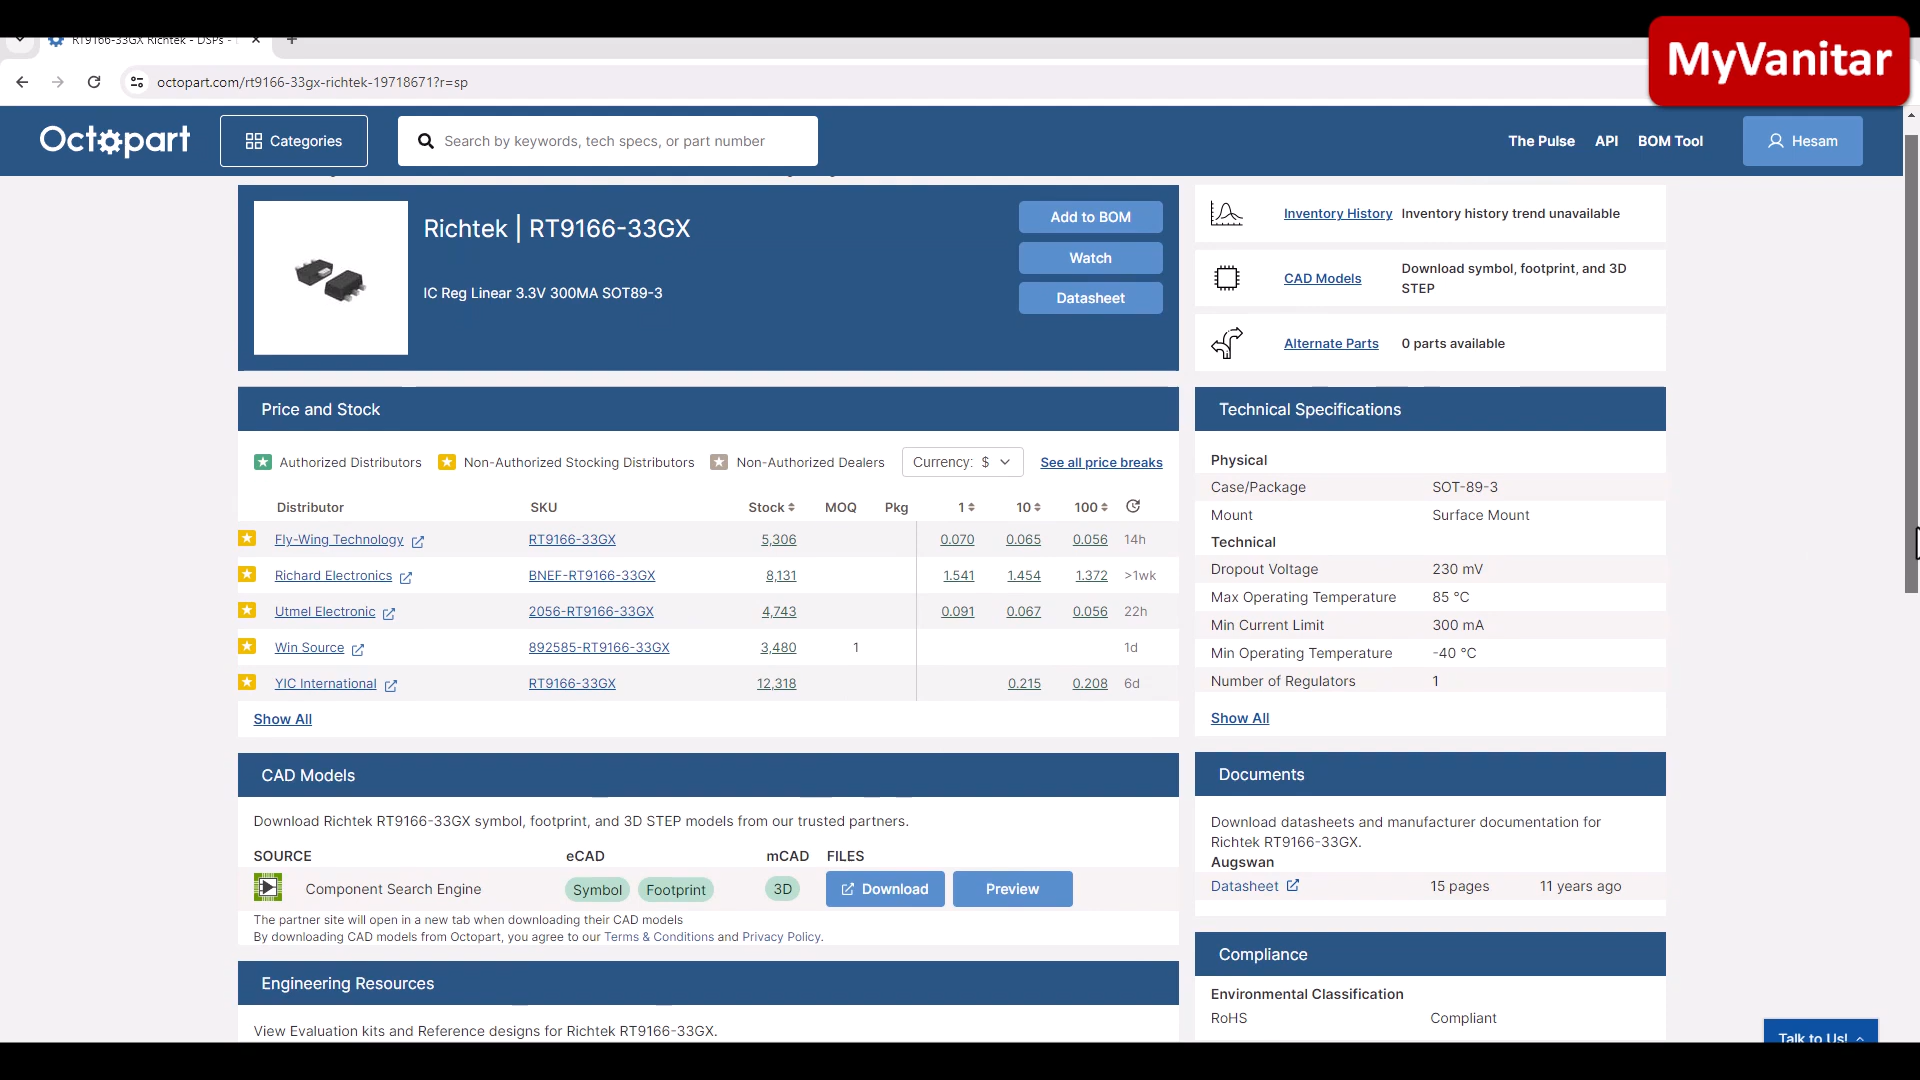 RT9166-33GX Richtek - DSPs -
MyVanitar
octopart.com/rt9166-33gx-richtek-19718671?r=sp
Octopart
Categories
Search by keywords, tech specs, or part number
The Pulse API BOM Tool
Hesam
Richtek | RT9166-33GX
IC Reg Linear 3.3V 300MA SOT89-3
Add to BOM
Watch
Datasheet
Inventory History Inventory history trend unavailable
CAD Models Download symbol, footprint, and 3D
STEP
Alternate Parts 0 parts available
Price and Stock
Authorized Distributors Non-Authorized Stocking Distributors Non-Authorized Dealers Currency: $ See all price breaks
Distributor SKU Stock MOQ Pkg 1 10 100
Fly-Wing Technology RT9166-33GX 5,306 0.070 0.065 0.056 14h
Richard Electronics BNEF-RT9166-33GX 8,131 1.541 1.454 1.372 >1wk
Utmel Electronic 2056-RT9166-33GX 4,743 0.091 0.067 0.056 22h
Win Source 892585-RT9166-33GX 3,480 1 1d
YIC International RT9166-33GX 12,318 0.215 0.208 6d
Show All
Technical Specifications
Physical
Case/Package SOT-89-3
Mount Surface Mount
Technical
Dropout Voltage 230 mV
Max Operating Temperature 85 °C
Min Current Limit 300 mA
Min Operating Temperature -40 °C
Number of Regulators 1
Show All
CAD Models
Download Richtek RT9166-33GX symbol, footprint, and 3D STEP models from our trusted partners.
SOURCE eCAD mCAD FILES
Component Search Engine Symbol Footprint 3D Download Preview
The partner site will open in a new tab when downloading their CAD models
By downloading CAD models from Octopart, you agree to our Terms & Conditions and Privacy Policy.
Documents
Download datasheets and manufacturer documentation for
Richtek RT9166-33GX.
Augswan
Datasheet 15 pages 11 years ago
Engineering Resources
View Evaluation kits and Reference designs for Richtek RT9166-33GX.
Compliance
Environmental Classification
RoHS Compliant
Talk to Us!